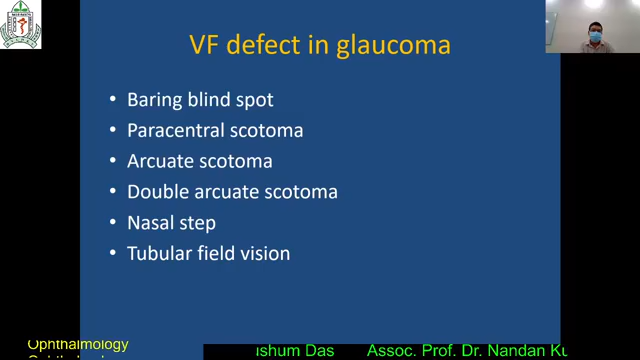 VF defect in glaucoma
• Baring blind spot
• Paracentral scotoma
• Arcuate scotoma
• Double arcuate scotoma
• Nasal step
• Tubular field vision
Ophthalmology
ishum Das Assoc. Prof. Dr. Nandan Ku